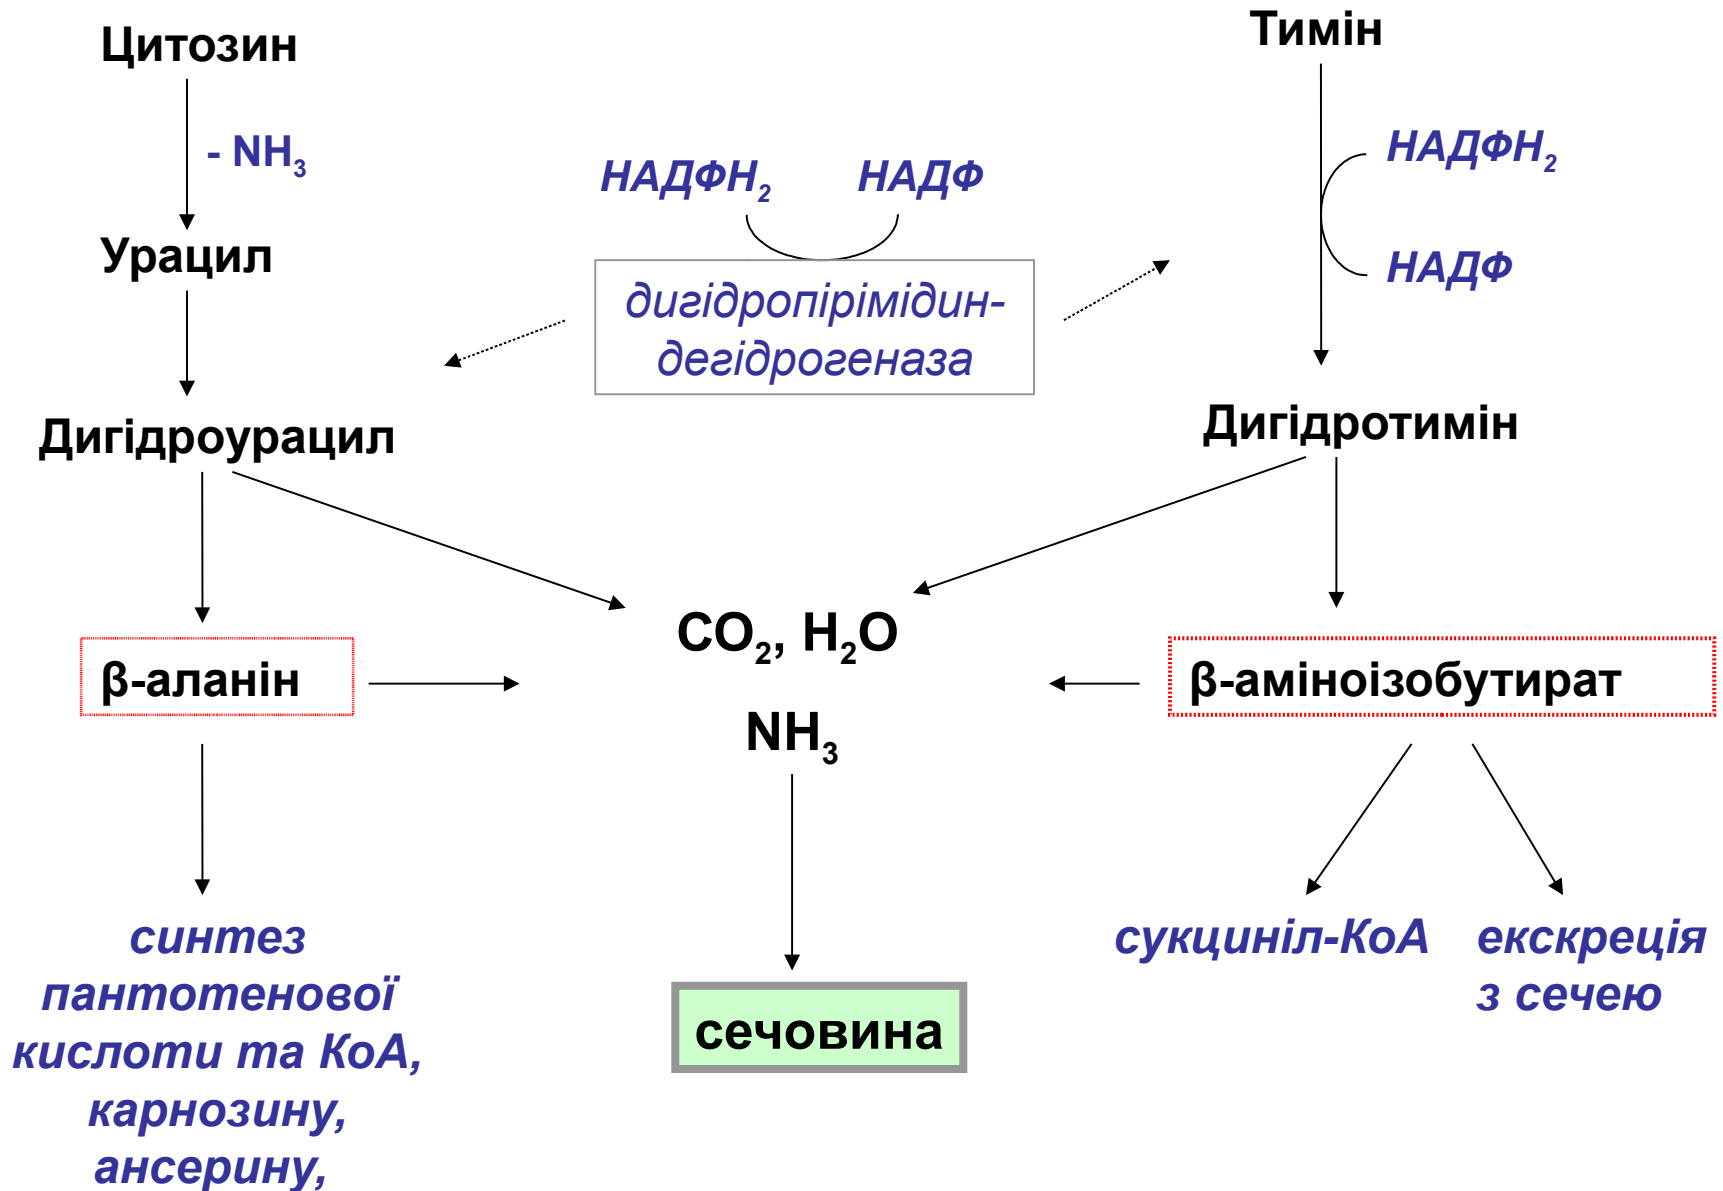 Цитозин
Тимін
- NH₃
НАДФН₂
НАДФН₂ НАДФ
Урацил
НАДФ
дигідропірімідин-
дегідрогеназа
Дигідроурацил
Дигідротимін
CO₂, H₂O
β-аланін
β-аміноізобутират
NH₃
синтез
пантотенової
кислоти та КоА,
карнозину,
ансерину,
сечовина
сукциніл-КоА
екскреція
з сечею